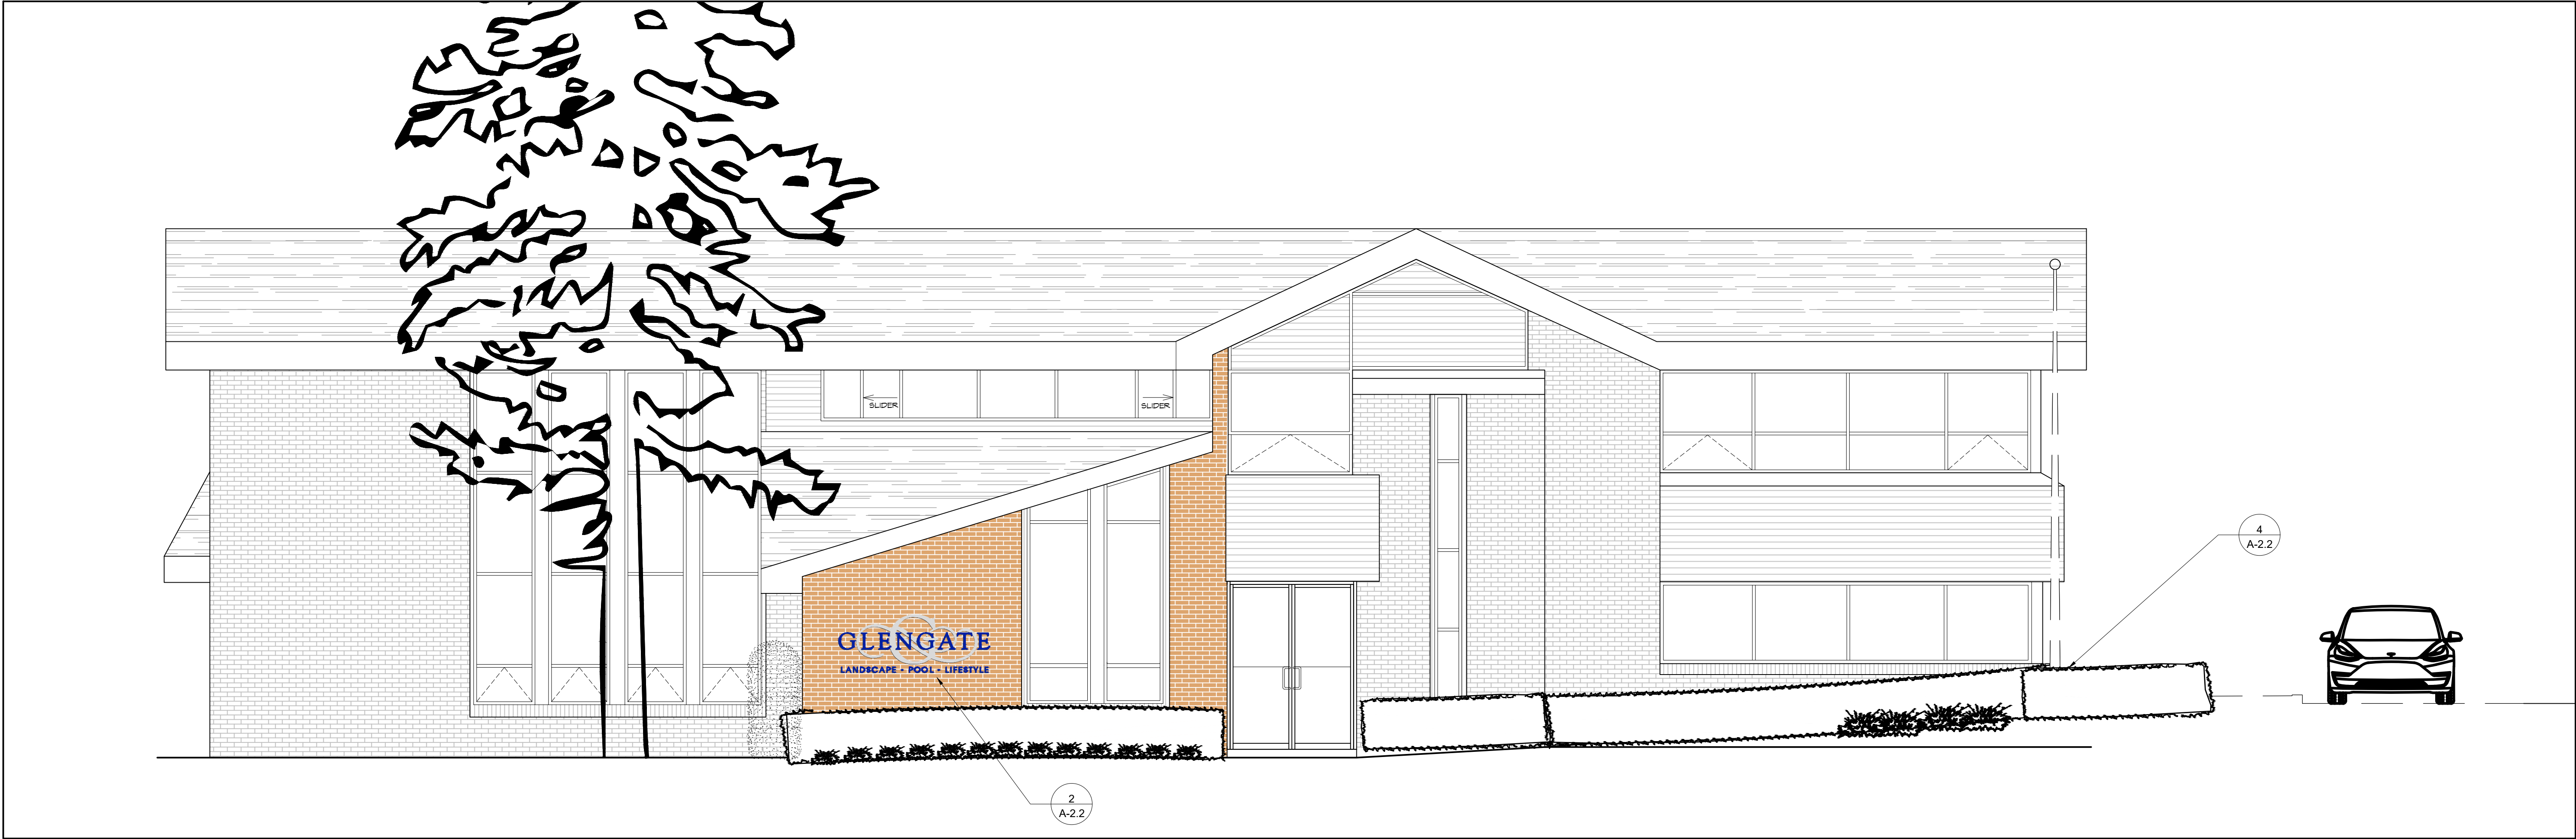 SLIDER
SLIDER
4
A-2.2
GLENGATE
LANDSCAPE • POOL • LIFESTYLE
2
A-2.2